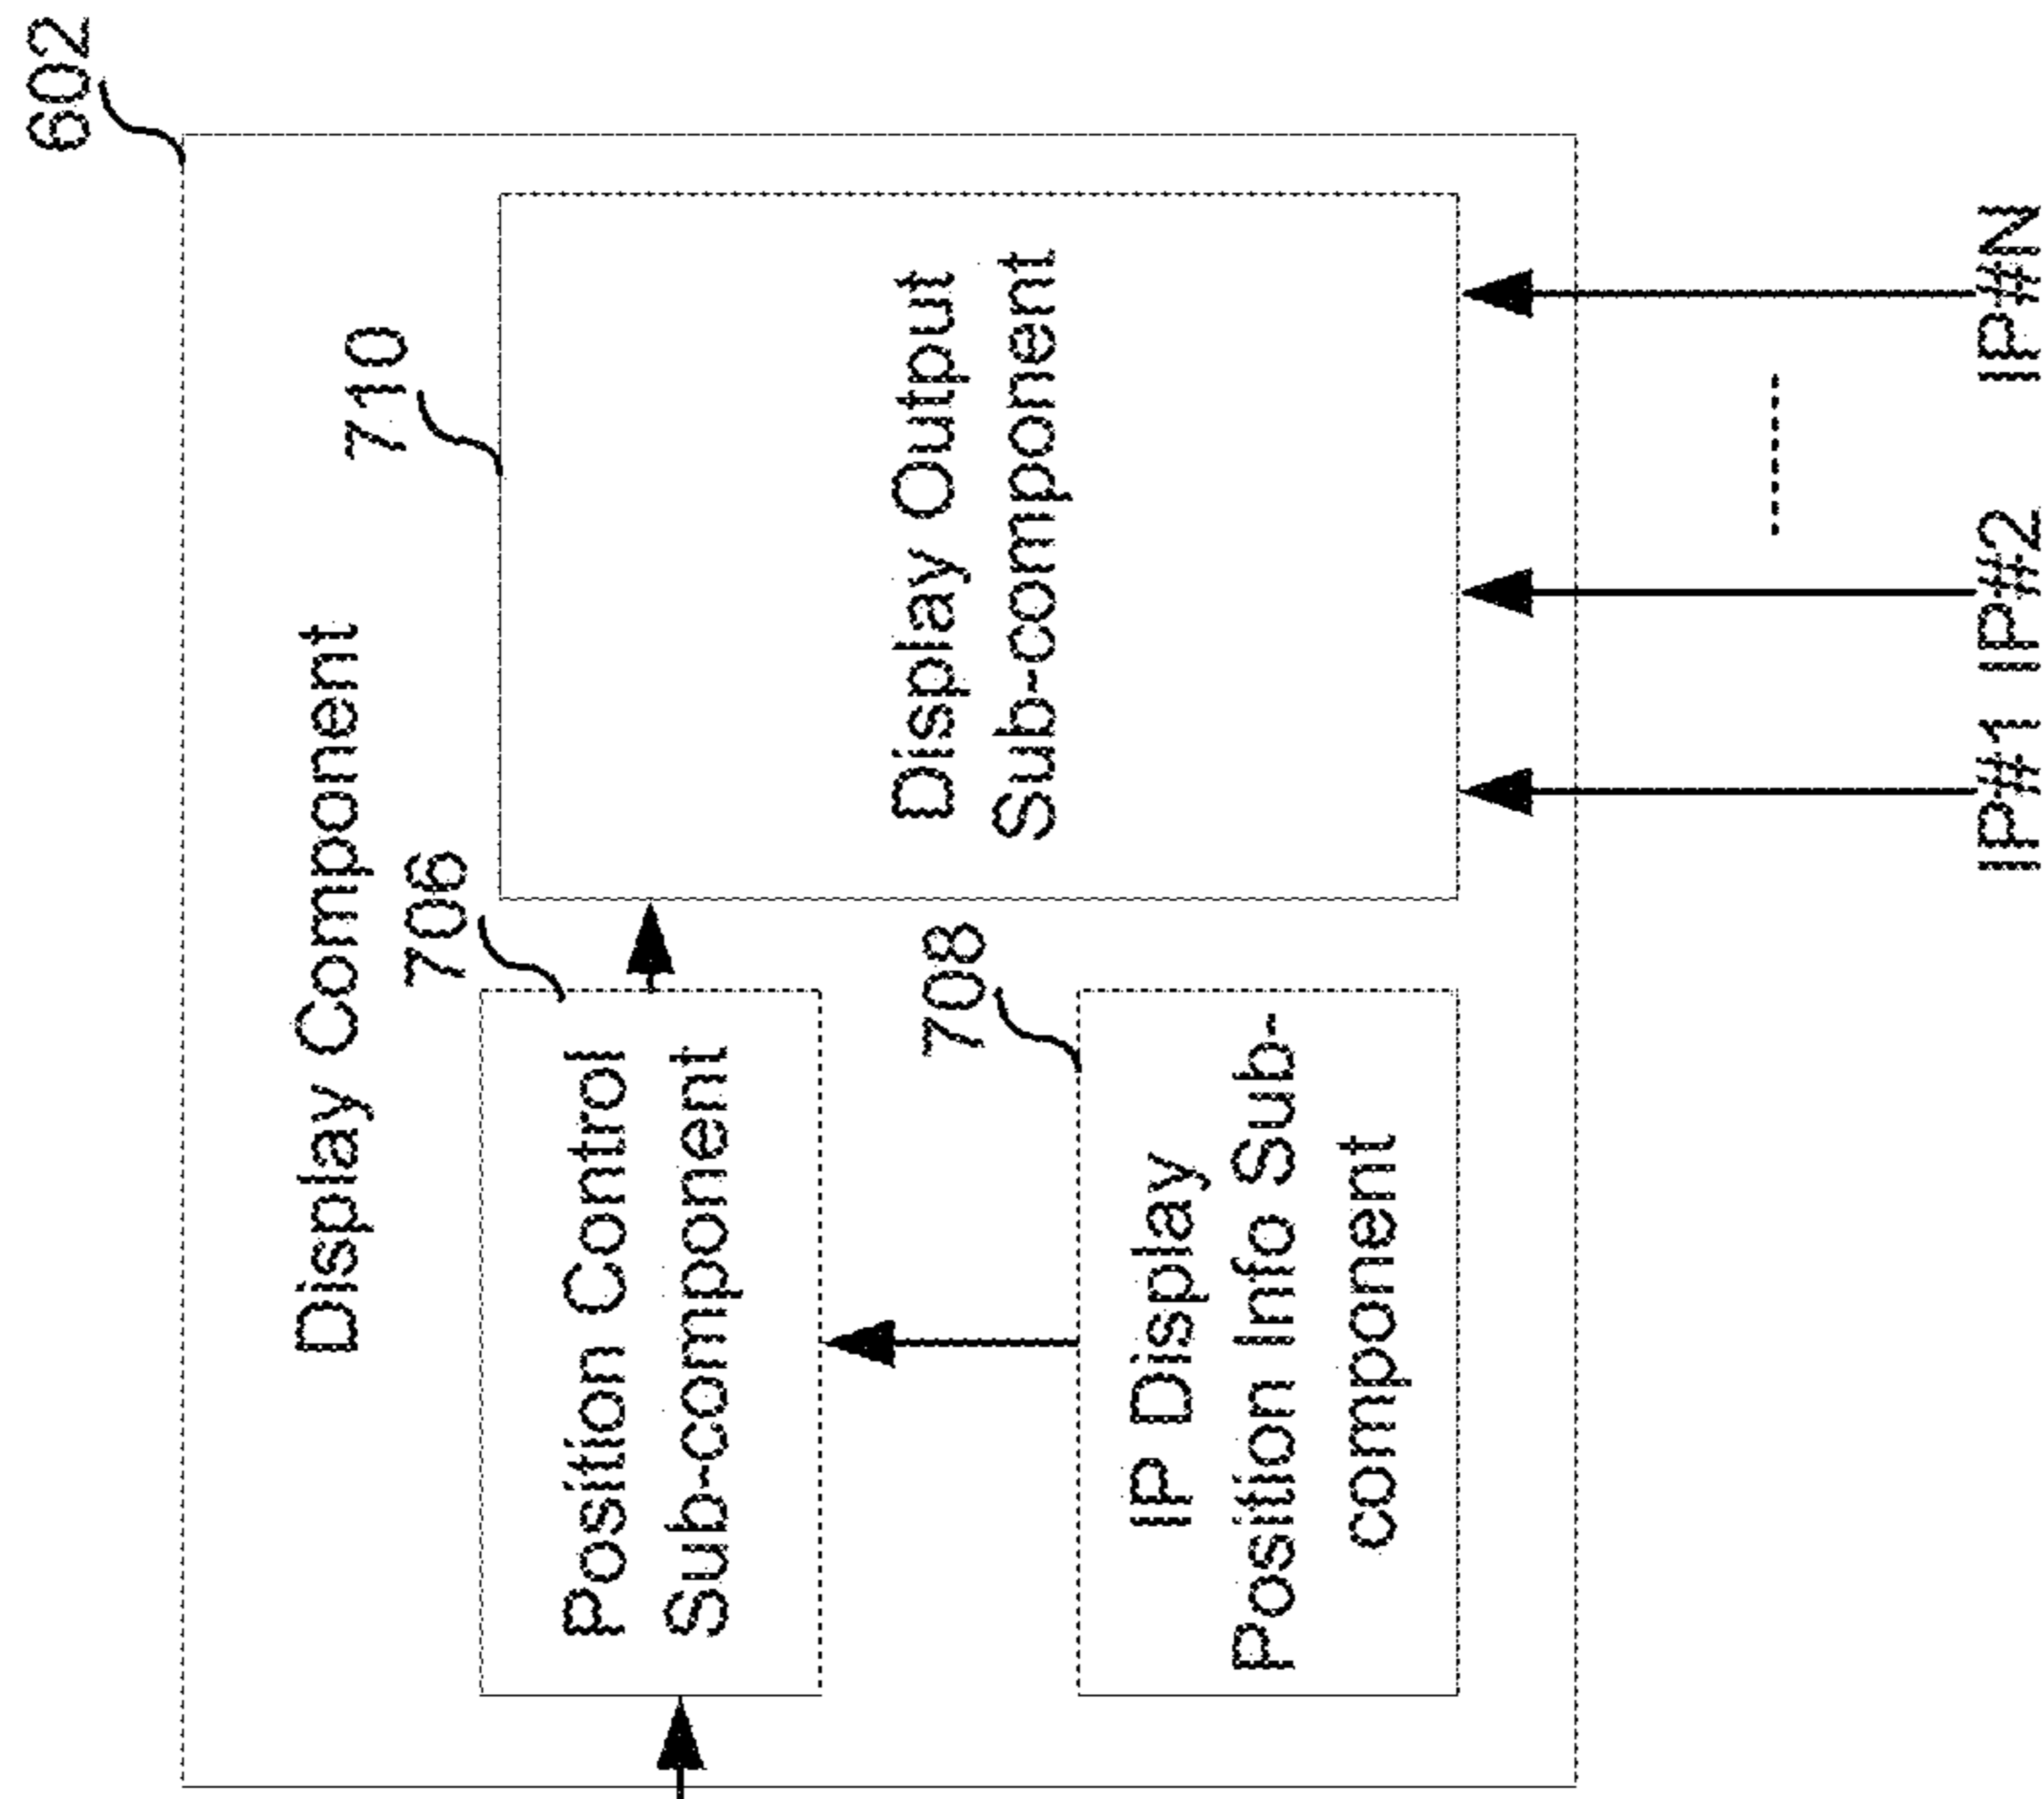 602
Display Component
710
706
Position Control
Sub-component
Display Output
Sub-component
708
IP Display
Position Info Sub-
component
IP#1 IP#2 IP#N